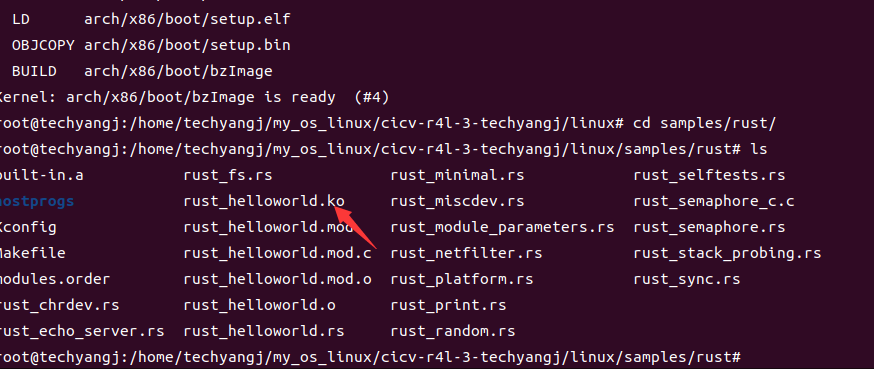 LD arch/x86/boot/setup.elf
OBJCOPY arch/x86/boot/setup.bin
BUILD arch/x86/boot/bzImage
Kernel: arch/x86/boot/bzImage is ready (#4)
root@techyangj:/home/techyangj/my_os_linux/cicv-r4l-3-techyangj/linux# cd samples/rust/
root@techyangj:/home/techyangj/my_os_linux/cicv-r4l-3-techyangj/linux/samples/rust# ls
built-in.a rust_fs.rs rust_minimal.rs rust_selftests.rs
hostprogs rust_helloworld.ko rust_miscdev.rs rust_semaphore_c.c
Kconfig rust_helloworld.mod rust_module_parameters.rs rust_semaphore.rs
Makefile rust_helloworld.mod.c rust_netfilter.rs rust_stack_probing.rs
modules.order rust_helloworld.mod.o rust_platform.rs rust_sync.rs
rust_chrdev.rs rust_helloworld.o rust_print.rs
rust_echo_server.rs rust_helloworld.rs rust_random.rs
root@techyangj:/home/techyangj/my_os_linux/cicv-r4l-3-techyangj/linux/samples/rust#